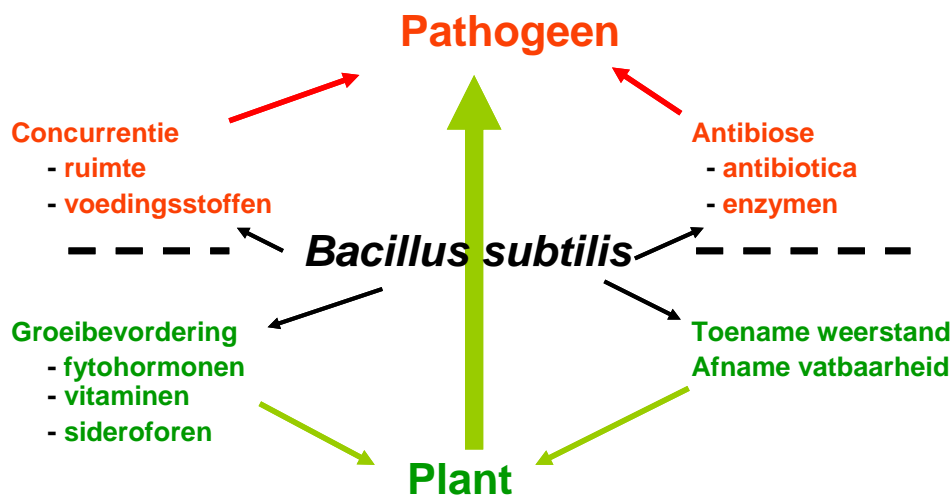 Pathogeen
Concurrentie
- ruimte
- voedingsstoffen
Antibiose
- antibiotica
- enzymen
Bacillus subtilis
Groeibevordering
- fytohormonen
- vitaminen
- sideroforen
Toename weerstand
Afname vatbaarheid
Plant